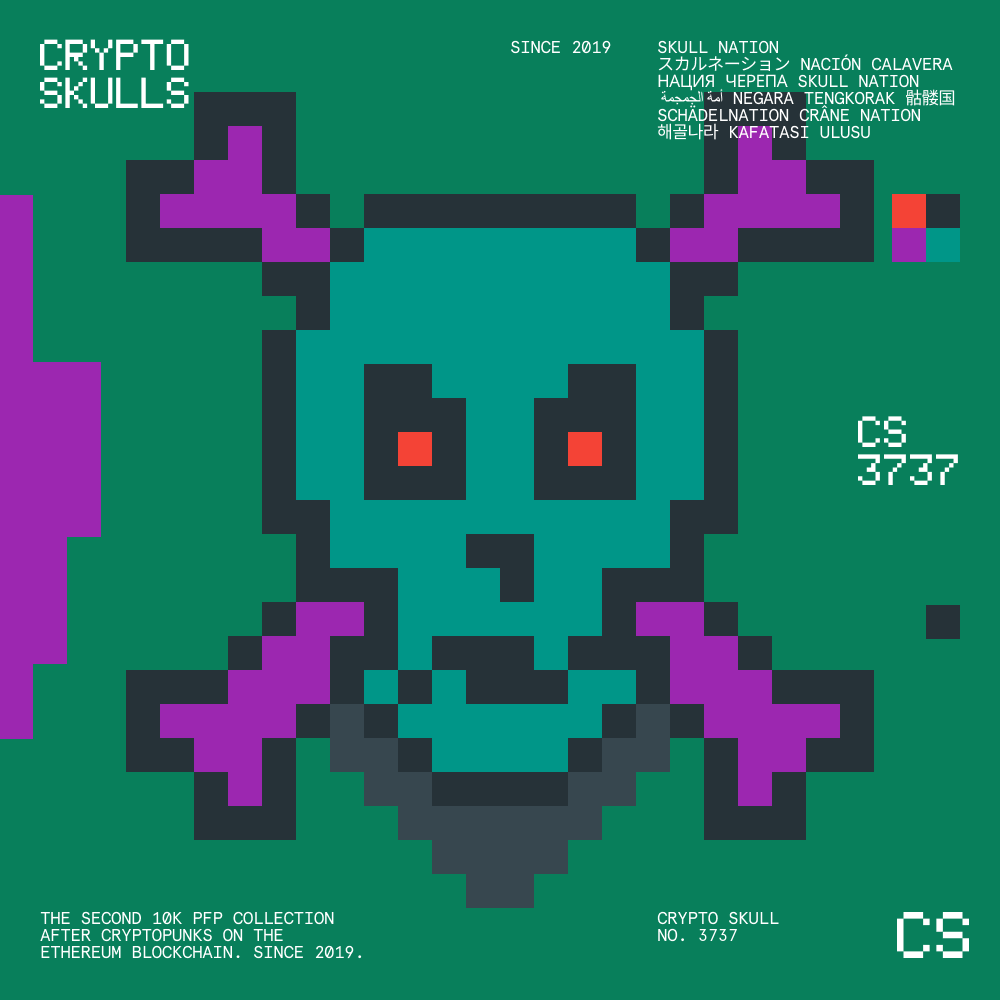 CRYPTO
SKULLS
SINCE 2019
SKULL NATION
スカルネーション NACIÓN CALAVERA
НАЦИЯ ЧЕРЕПА SKULL NATION
أمة الجمجمة NEGARA TENGKORAK 骷髅国
SCHÄDELNATION CRÂNE NATION
해골나라 KAFATASI ULUSU
CS
3737
THE SECOND 10K PFP COLLECTION
AFTER CRYPTOPUNKS ON THE
ETHEREUM BLOCKCHAIN. SINCE 2019.
CRYPTO SKULL
NO. 3737
CS